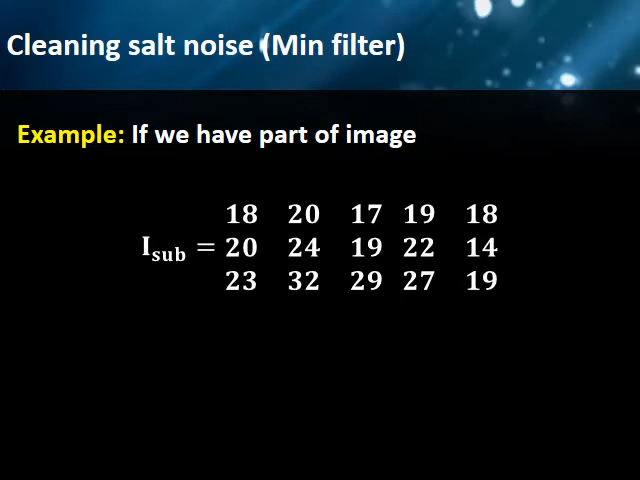 Cleaning salt noise (Min filter)
Example: If we have part of image
18 20 17 19 18
I_sub = 20 24 19 22 14
23 32 29 27 19